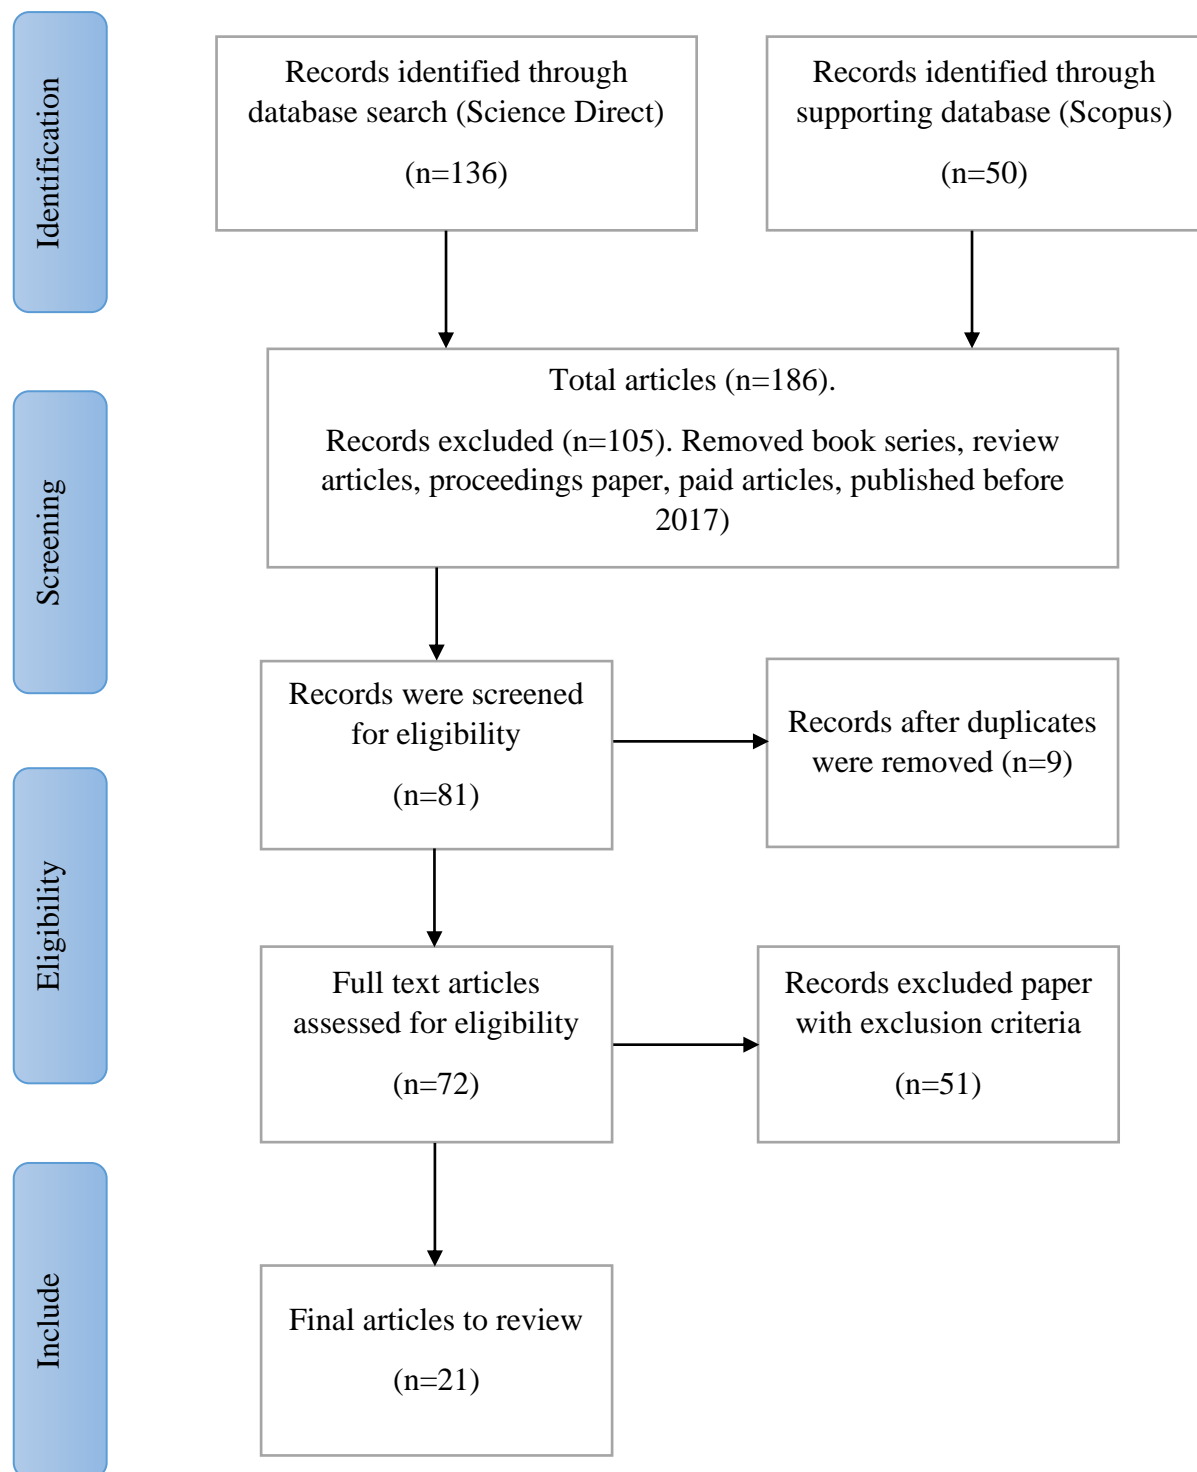 Identification
Records identified through
database search (Science Direct)
(n=136)
Records identified through
supporting database (Scopus)
(n=50)
Screening
Total articles (n=186).
Records excluded (n=105). Removed book series, review
articles, proceedings paper, paid articles, published before
2017)
Records were screened
for eligibility
(n=81)
Records after duplicates
were removed (n=9)
Eligibility
Full text articles
assessed for eligibility
(n=72)
Records excluded paper
with exclusion criteria
(n=51)
Include
Final articles to review
(n=21)